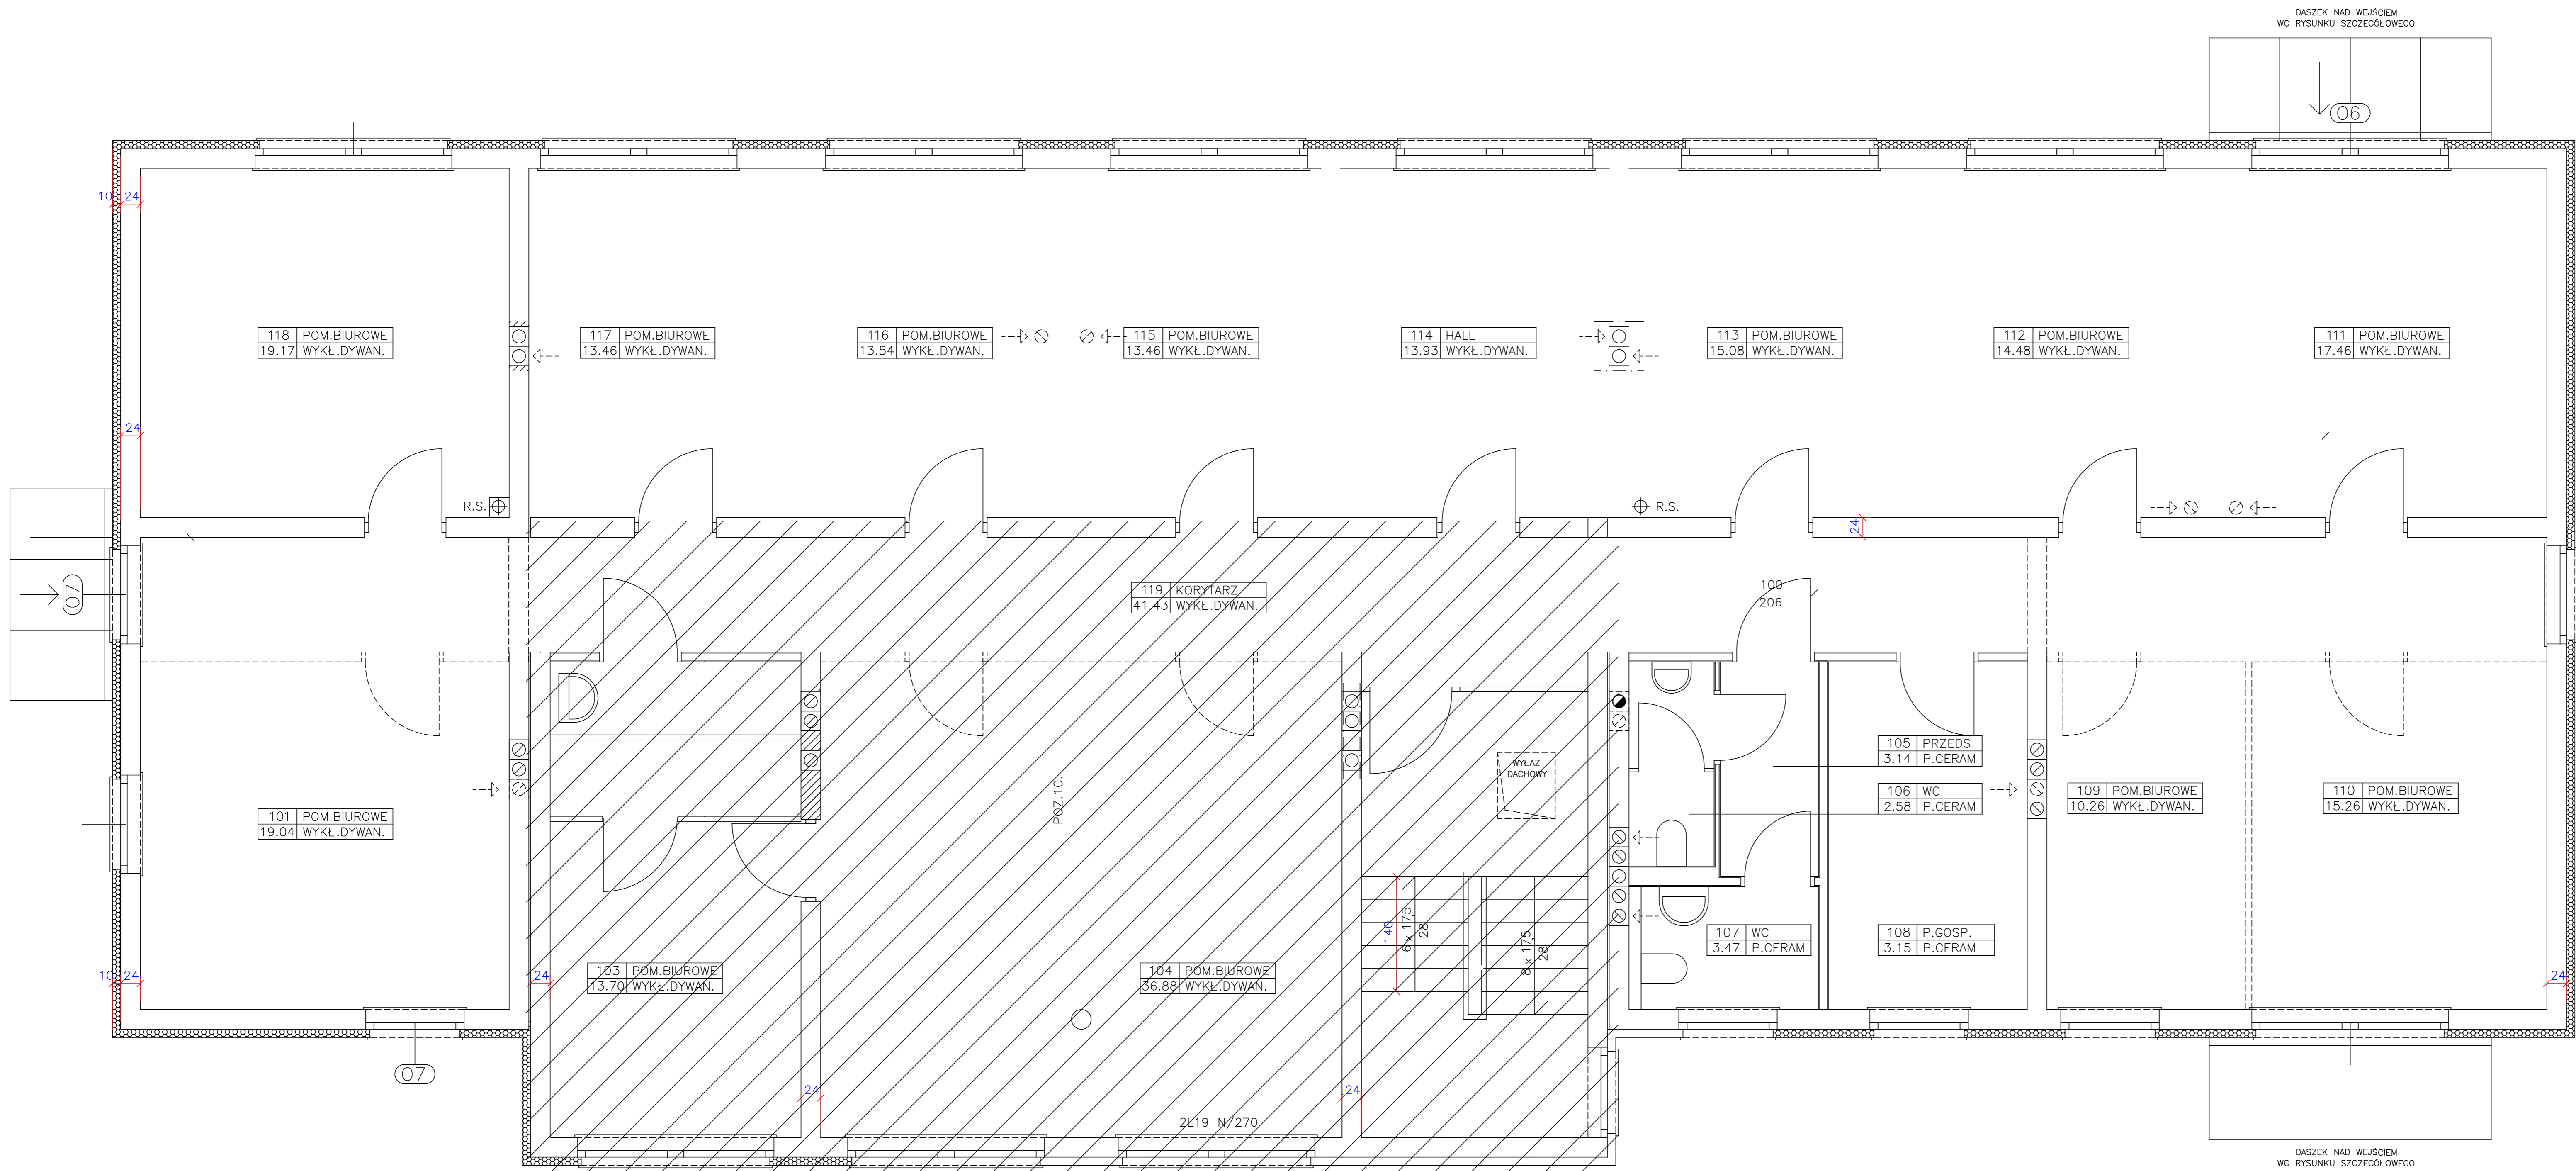 DASZEK NAD WEJŚCIEM
WG RYSUNKU SZCZEGÓŁOWEGO
06
10 24
118 POM.BIUROWE
19.17 WYKŁ.DYWAN.
117 POM.BIUROWE
13.46 WYKŁ.DYWAN.
116 POM.BIUROWE
13.54 WYKŁ.DYWAN.
115 POM.BIUROWE
13.46 WYKŁ.DYWAN.
114 HALL
13.93 WYKŁ.DYWAN.
113 POM.BIUROWE
15.08 WYKŁ.DYWAN.
112 POM.BIUROWE
14.48 WYKŁ.DYWAN.
111 POM.BIUROWE
17.46 WYKŁ.DYWAN.
24
R.S.
R.S.
24
07
119 KORYTARZ
41.43 WYKŁ.DYWAN.
100
206
105 PRZEDS.
3.14 P.CERAM
WYŁAZ
DACHOWY
106 WC
2.58 P.CERAM
109 POM.BIUROWE
10.26 WYKŁ.DYWAN.
110 POM.BIUROWE
15.26 WYKŁ.DYWAN.
POZ.10.
101 POM.BIUROWE
19.04 WYKŁ.DYWAN.
140
6 x 17,5
28
8 x 17,5
28
107 WC
3.47 P.CERAM
108 P.GOSP.
3.15 P.CERAM
10 24
24
103 POM.BIUROWE
13.70 WYKŁ.DYWAN.
104 POM.BIUROWE
36.88 WYKŁ.DYWAN.
24
07
24
24
2L19 N/270
DASZEK NAD WEJŚCIEM
WG RYSUNKU SZCZEGÓŁOWEGO